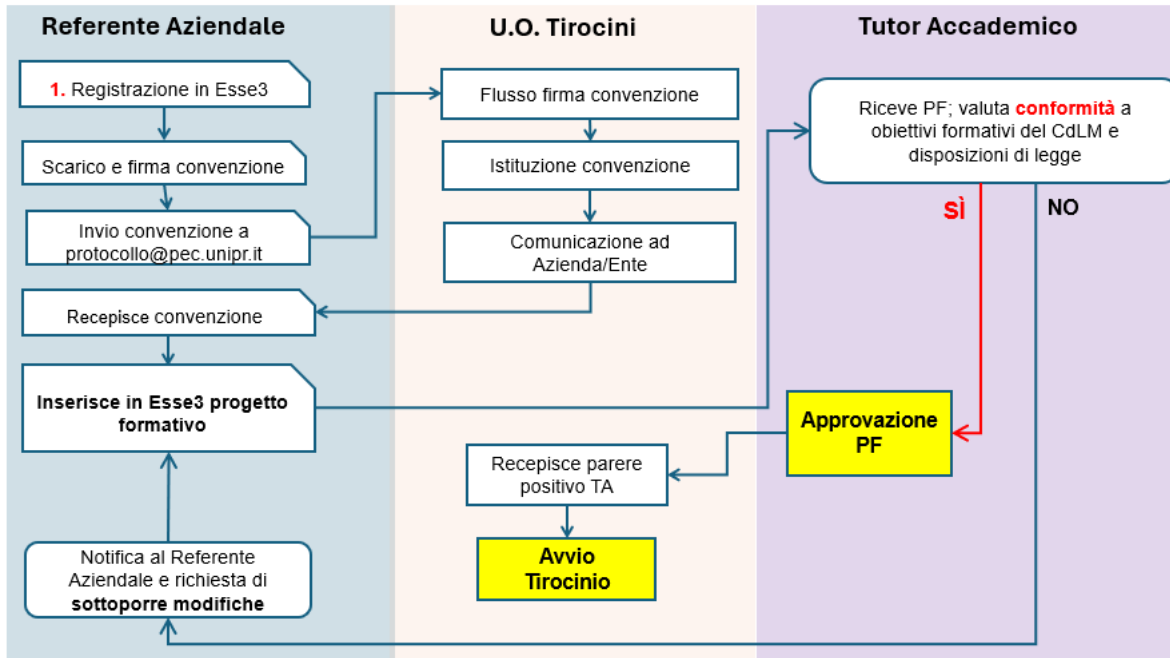 Referente Aziendale
1. Registrazione in Esse3
Scarico e firma convenzione
Invio convenzione a
protocollo@pec.unipr.it
Recepisce convenzione
Inserisce in Esse3 progetto
formativo
Notifica al Referente
Aziendale e richiesta di
sottoporre modifiche
U.O. Tirocini
Flusso firma convenzione
Istituzione convenzione
Comunicazione ad
Azienda/Ente
Recepisce parere
positivo TA
Avvio
Tirocinio
Tutor Accademico
Riceve PF; valuta conformità a
obiettivi formativi del CdLM e
disposizioni di legge
SÌ
NO
Approvazione
PF